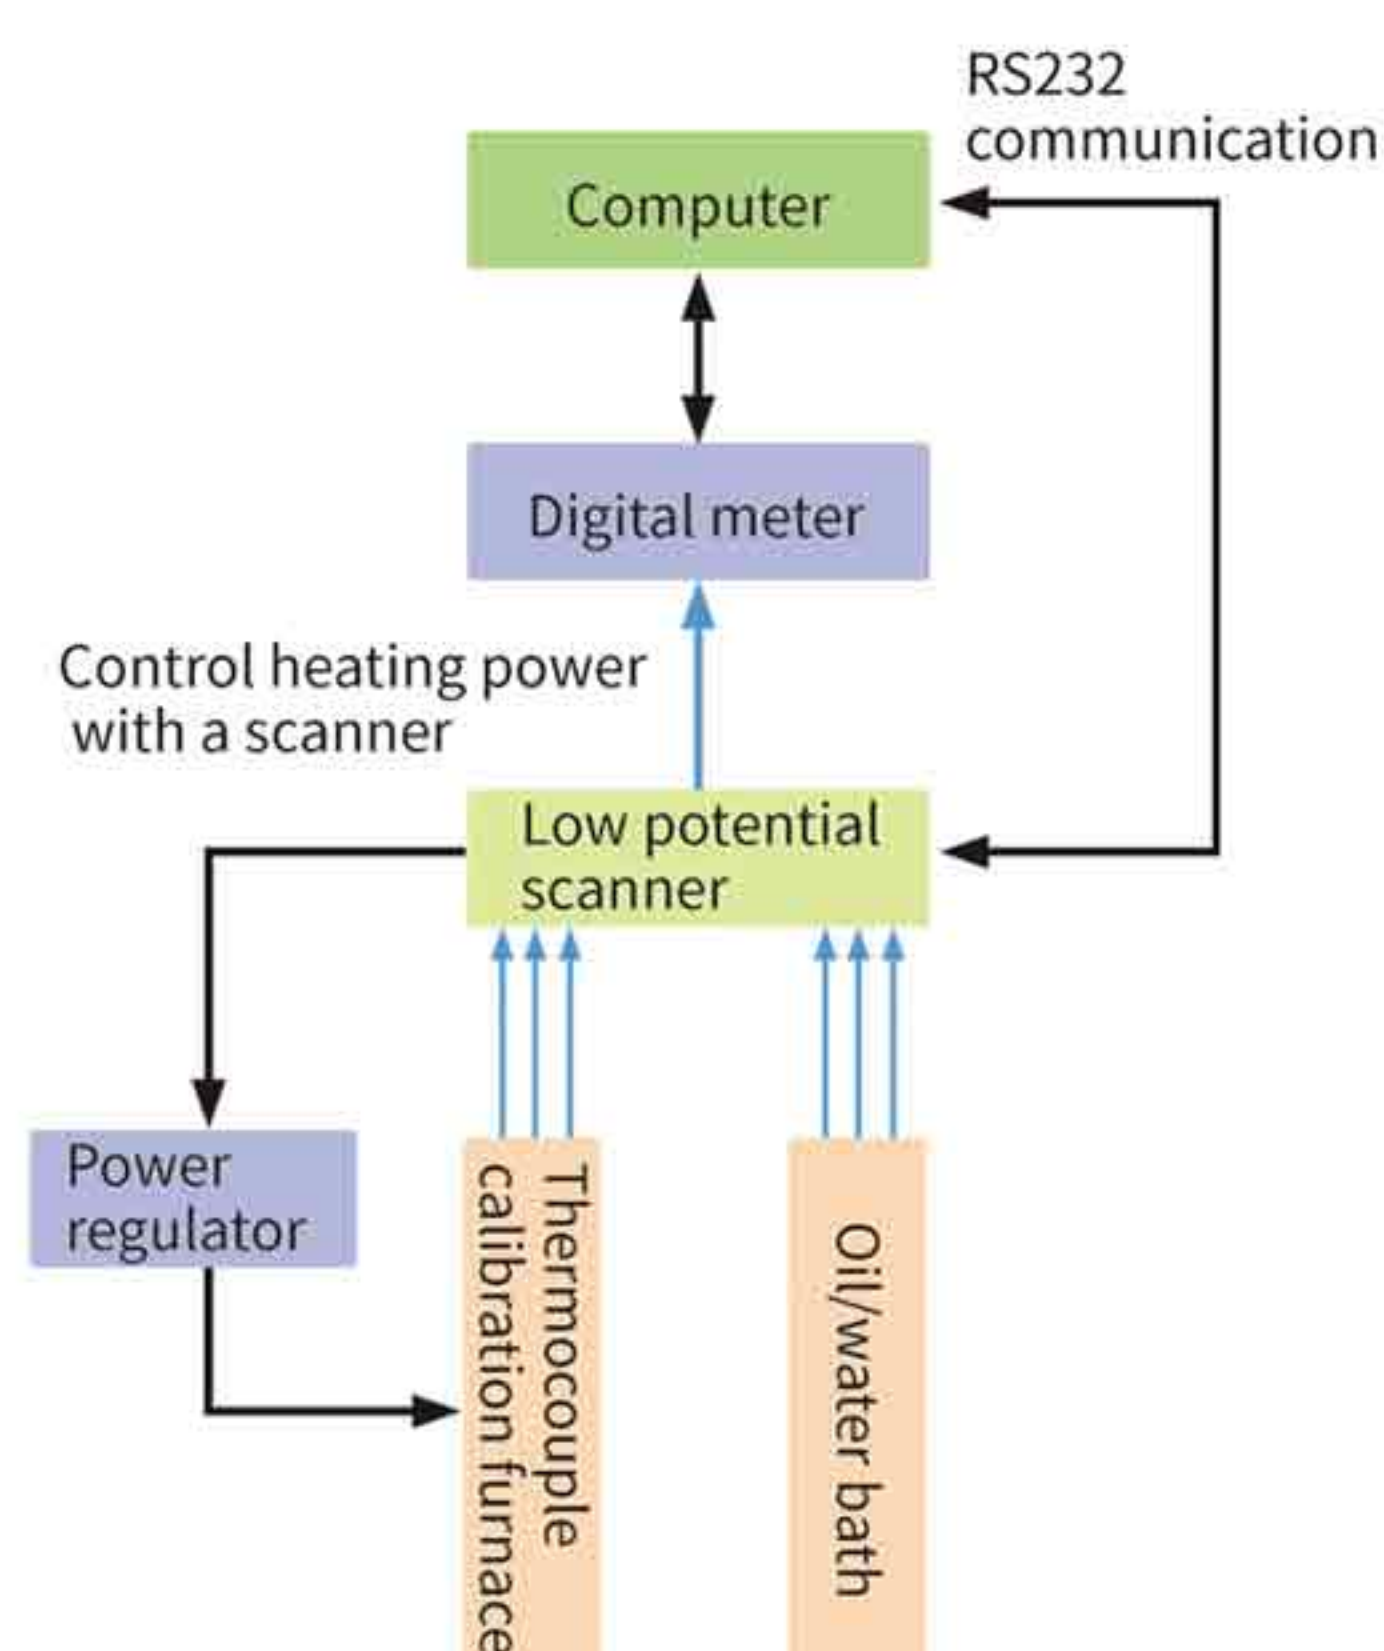 RS232
communication
Computer
Digital meter
Control heating power
with a scanner
Low potential
scanner
Power
regulator
Thermocouple
calibration furnace
Oil/water bath